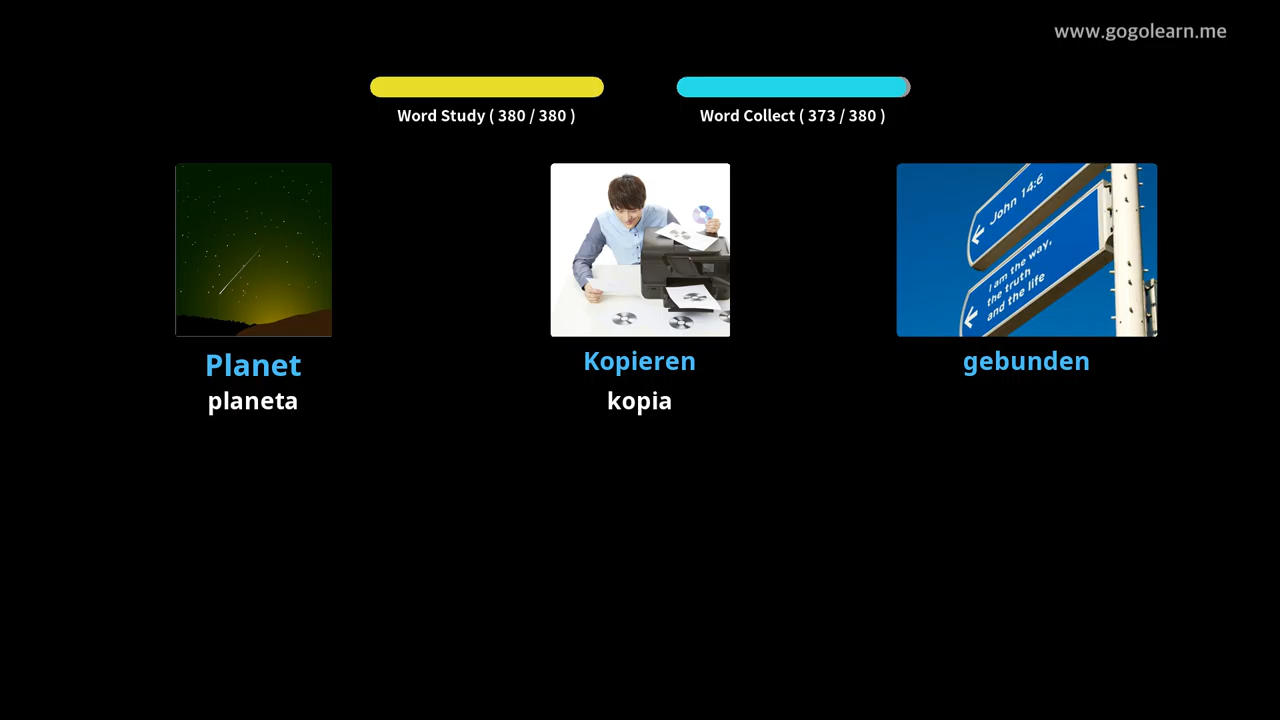 www.gogolearn.me
Word Study ( 380 / 380 )
Word Collect ( 373 / 380 )
John 14:6
I am the way,
the truth
and the life
Planet
Kopieren
gebunden
planeta
kopia